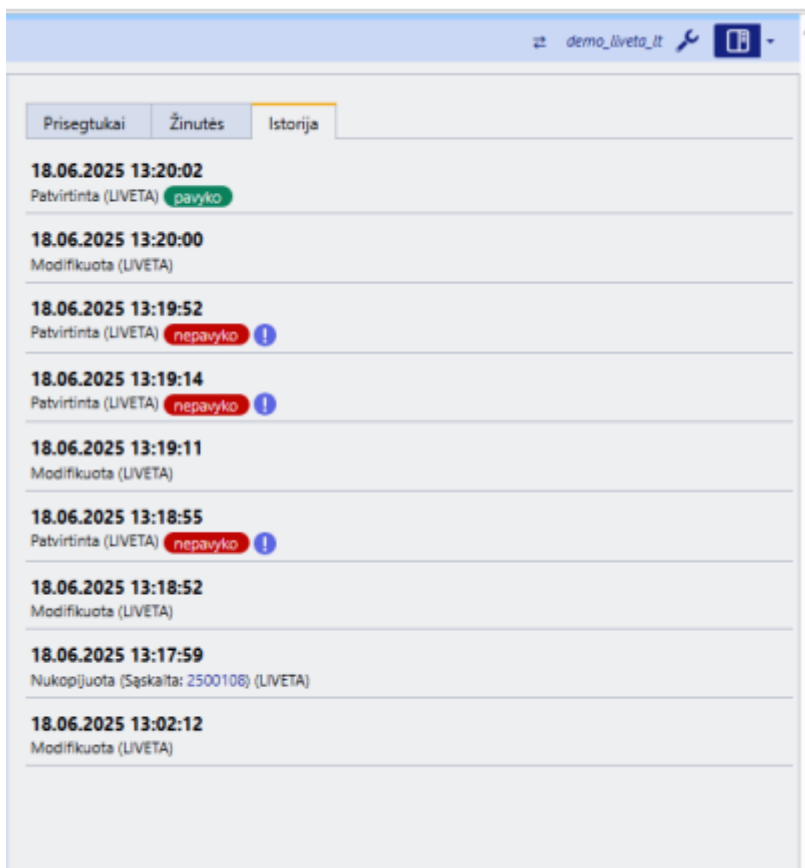 demo_liveta_lt
Prisegtukai Žinutės Istorija
18.06.2025 13:20:02
Patvirtinta (LIVETA) pavyko
18.06.2025 13:20:00
Modifikuota (LIVETA)
18.06.2025 13:19:52
Patvirtinta (LIVETA) nepavyko !
18.06.2025 13:19:14
Patvirtinta (LIVETA) nepavyko !
18.06.2025 13:19:11
Modifikuota (LIVETA)
18.06.2025 13:18:55
Patvirtinta (LIVETA) nepavyko !
18.06.2025 13:18:52
Modifikuota (LIVETA)
18.06.2025 13:17:59
Nukopijuota (Sąskaita: 2500108) (LIVETA)
18.06.2025 13:02:12
Modifikuota (LIVETA)